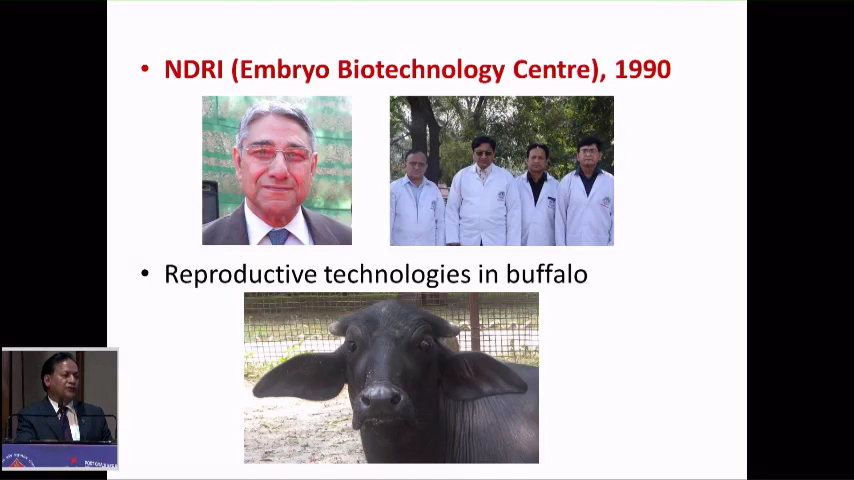 • NDRI (Embryo Biotechnology Centre), 1990
• Reproductive technologies in buffalo